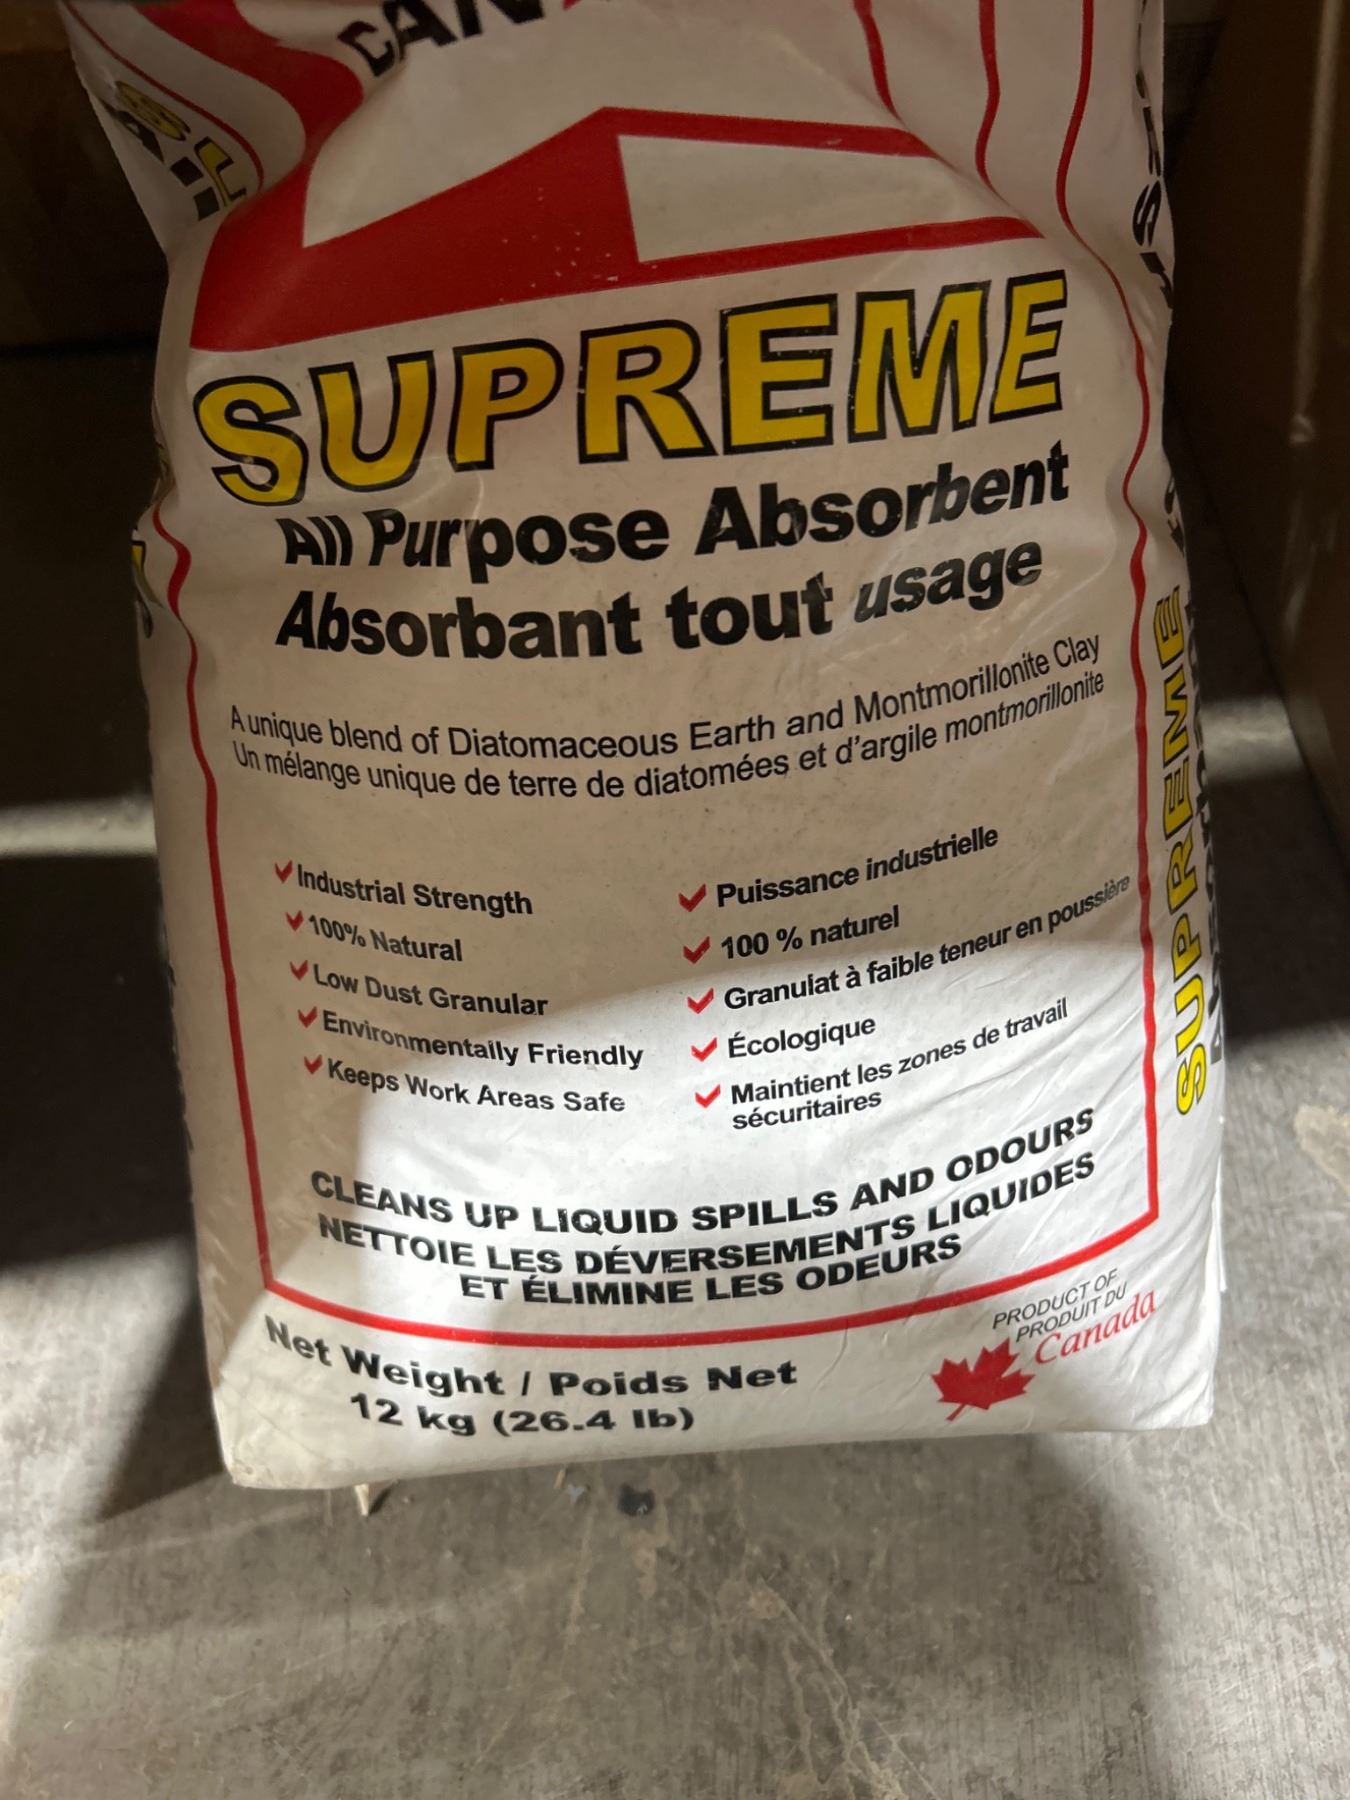 SUPREME
All Purpose Absorbent
Absorbant tout usage
A unique blend of Diatomaceous Earth and Montmorillonite Clay
Un mélange unique de terre de diatomées et d'argile montmorillonite
Industrial Strength
100% Natural
Low Dust Granular
Environmentally Friendly
Keeps Work Areas Safe
Puissance industrielle
100 % naturel
Granulat à faible teneur en poussière
Écologique
Maintient les zones de travail
sécuritaires
CLEANS UP LIQUID SPILLS AND ODOURS
NETTOIE LES DÉVERSEMENTS LIQUIDES
ET ÉLIMINE LES ODEURS
Net Weight / Poids Net
12 kg (26.4 lb)
PRODUCT OF
PRODUIT DU
Canada
SUPREME